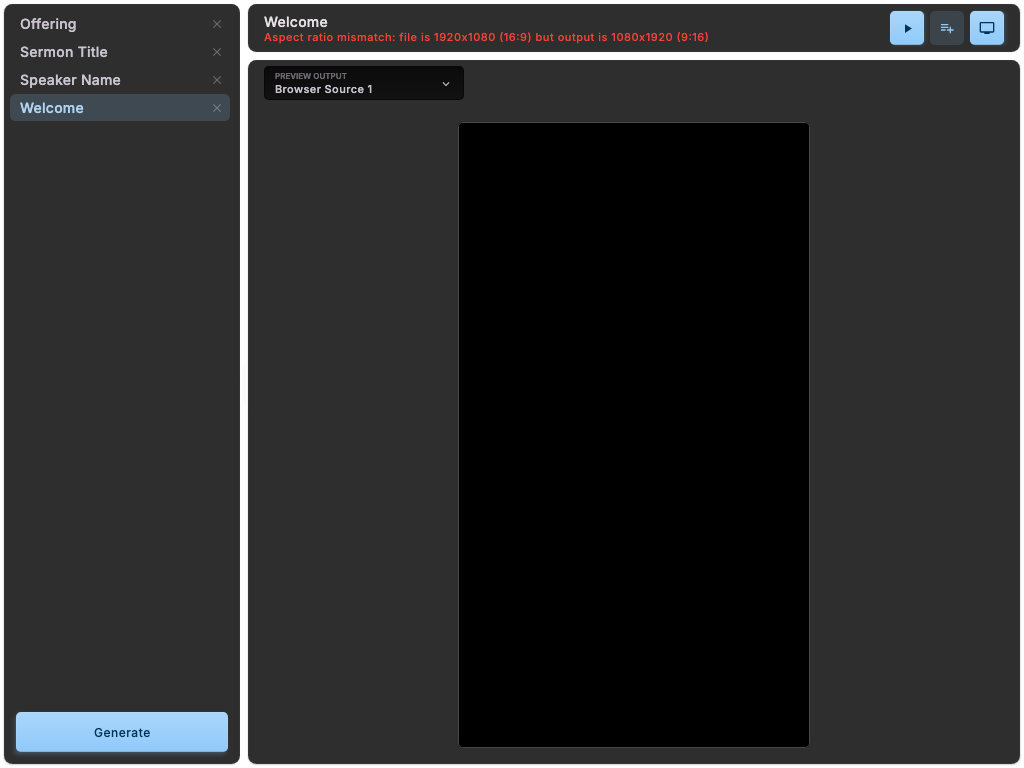 Offering
Sermon Title
Speaker Name
Welcome
Generate
Welcome
Aspect ratio mismatch: file is 1920x1080 (16:9) but output is 1080x1920 (9:16)
PREVIEW OUTPUT
Browser Source 1